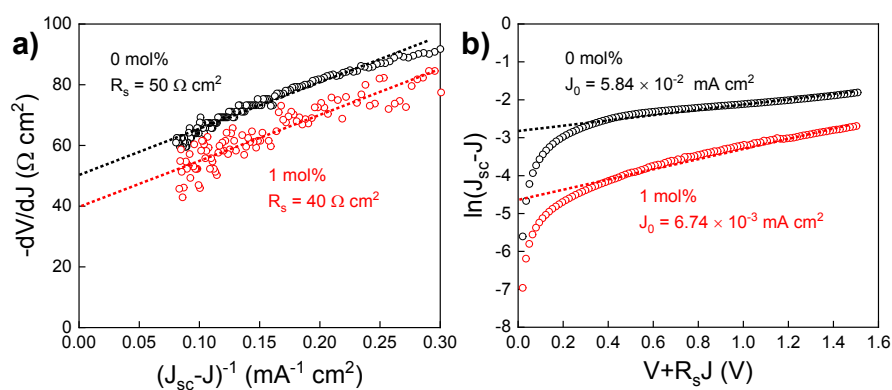 a)
0 mol%
Rs = 50 Ω cm²
1 mol%
Rs = 40 Ω cm²
-dV/dJ (Ω cm²)
100
80
60
40
20
0
0.00 0.10 0.15 0.20 0.25 0.30
(Jsc-J)⁻¹ (mA⁻¹ cm²)
b)
0 mol%
J₀ = 5.84 × 10⁻² mA cm²
1 mol%
J₀ = 6.74 × 10⁻³ mA cm²
ln(Jsc-J)
0
-1
-2
-3
-4
-5
-6
-7
-8
0.0 0.2 0.4 0.6 0.8 1.0 1.2 1.4 1.6
V+RsJ (V)